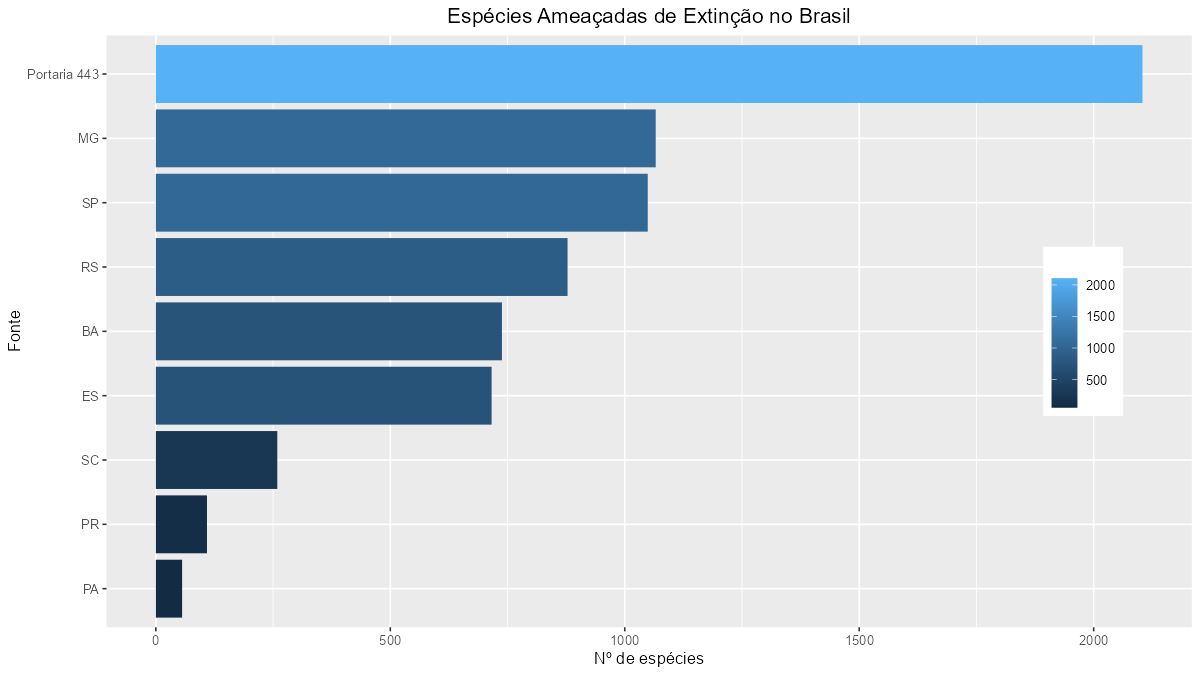 Espécies Ameaçadas de Extinção no Brasil
Portaria 443
MG
SP
RS
BA
ES
SC
PR
PA
Fonte
2000
1500
1000
500
0 500 1000 1500 2000
Nº de espécies